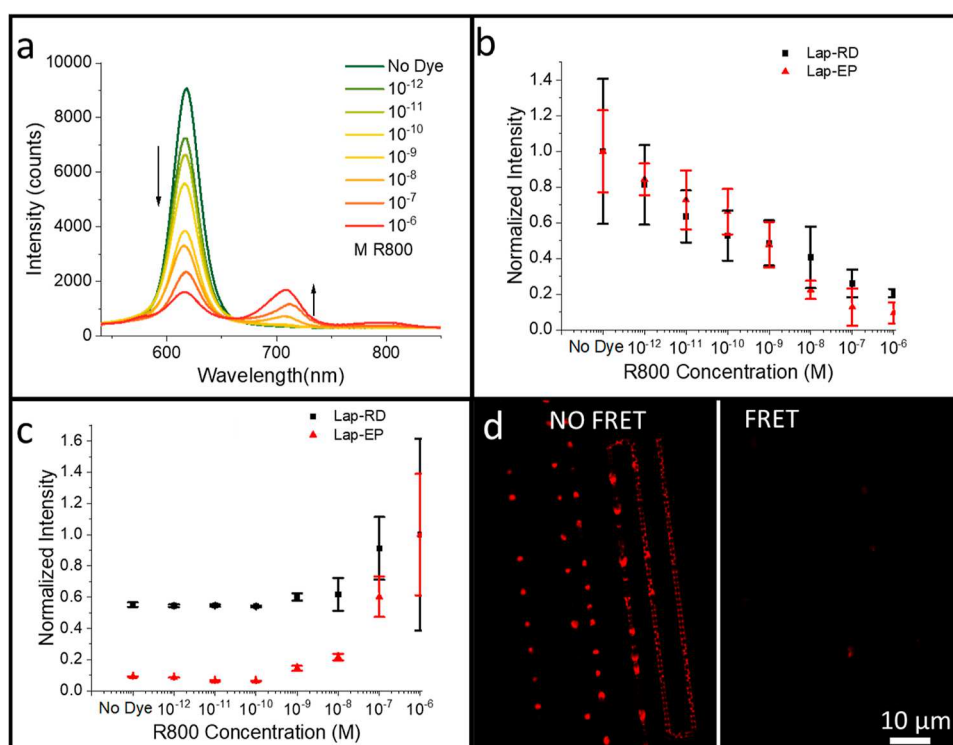 a
10000
8000
6000
4000
2000
0
Intensity (counts)
600 700 800
Wavelength(nm)
No Dye
10-12
10-11
10-10
10-9
10-8
10-7
10-6
M R800
b
Lap-RD
Lap-EP
1.4
1.2
1.0
0.8
0.6
0.4
0.2
0.0
Normalized Intensity
No Dye 10-12 10-11 10-10 10-9 10-8 10-7 10-6
R800 Concentration (M)
c
Lap-RD
Lap-EP
1.6
1.4
1.2
1.0
0.8
0.6
0.4
0.2
0.0
Normalized Intensity
No Dye 10-12 10-11 10-10 10-9 10-8 10-7 10-6
R800 Concentration (M)
d
NO FRET
FRET
10 μm